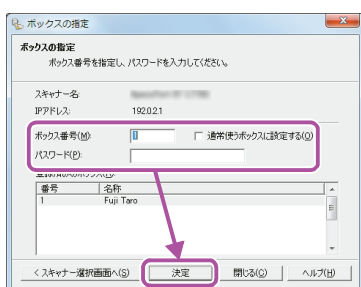 ボックスの指定
ボックスの指定
ボックス番号を指定し、パスワードを入力してください。
スキャナー名:
IPアドレス: 192.0.2.1
ボックス番号(M): 1 通常使うボックスに設定する(O)
パスワード(P):
番号 名称
1 Fuji Taro
< スキャナー選択画面へ(S) 決定 閉じる(C) ヘルプ(H)